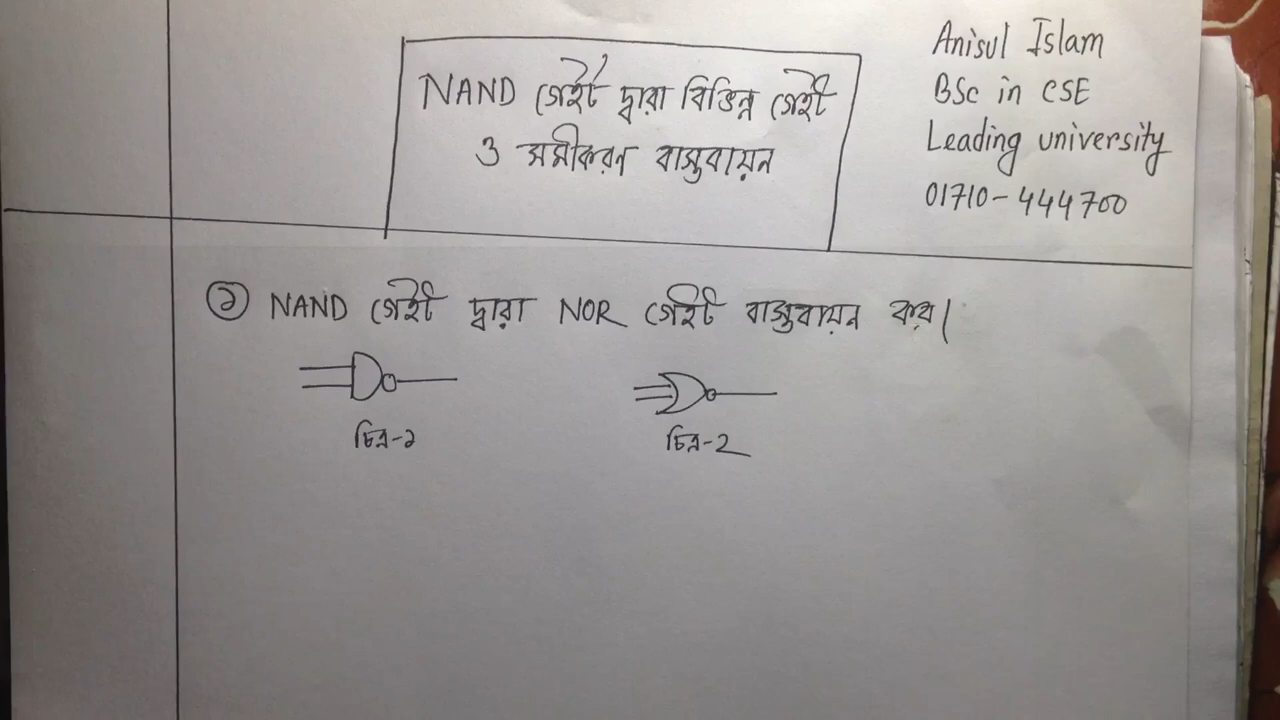 NAND গেইট দ্বারা বিভিন্ন গেইট
ও সমীকরণ বাস্তবায়ন
Anisul Islam
BSc in CSE
Leading university
01710-444700
১ NAND গেইট দ্বারা NOR গেইট বাস্তবায়ন কর।
চিত্র-১
চিত্র-2